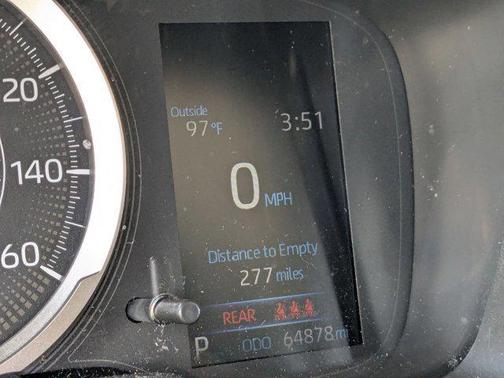 20
140
60
Outside
97°F
3:51
0 MPH
Distance to Empty
277 miles
REAR
P ODO 64878mi